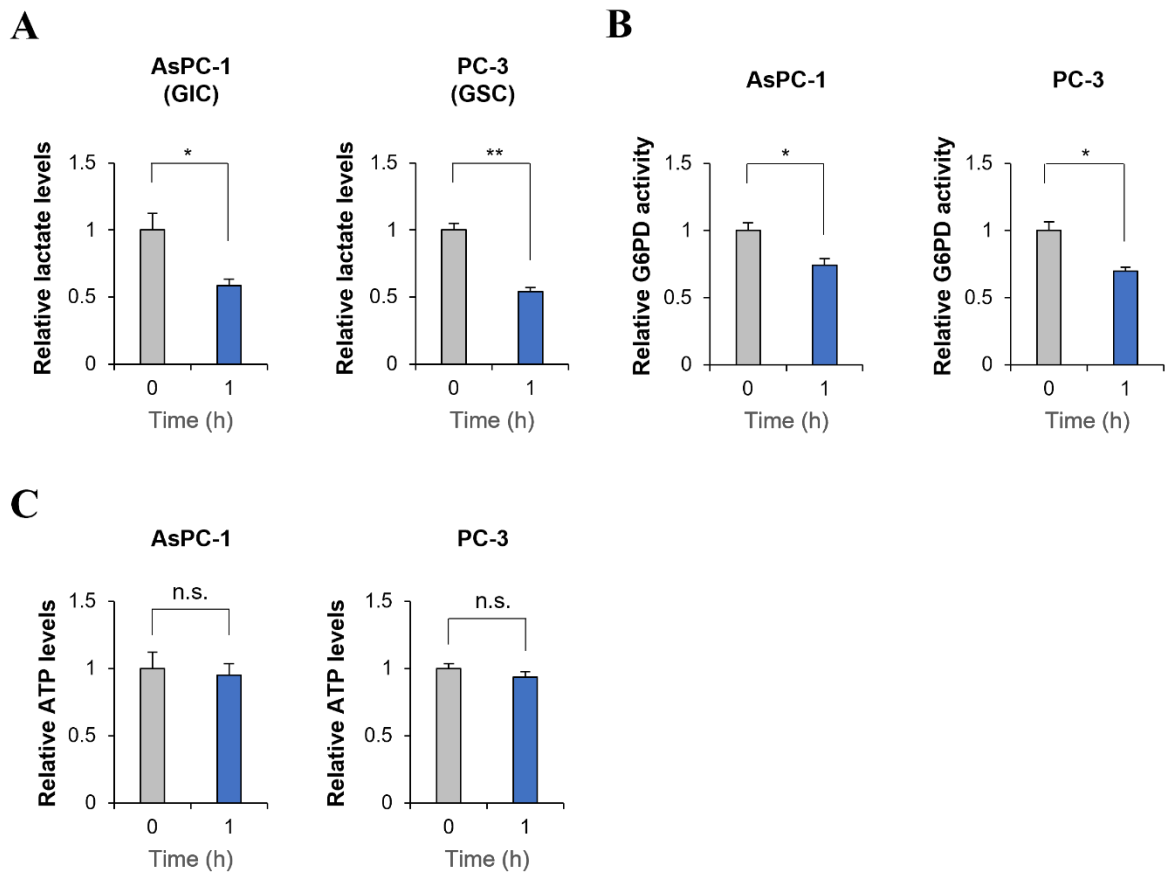 A
AsPC-1
(GIC)
Relative lactate levels
1.5
1
0.5
0
*
0 1
Time (h)
PC-3
(GSC)
Relative lactate levels
1.5
1
0.5
0
**
0 1
Time (h)
B
AsPC-1
Relative G6PD activity
1.5
1
0.5
0
*
0 1
Time (h)
PC-3
Relative G6PD activity
1.5
1
0.5
0
*
0 1
Time (h)
C
AsPC-1
Relative ATP levels
1.5
1
0.5
0
n.s.
0 1
Time (h)
PC-3
Relative ATP levels
1.5
1
0.5
0
n.s.
0 1
Time (h)